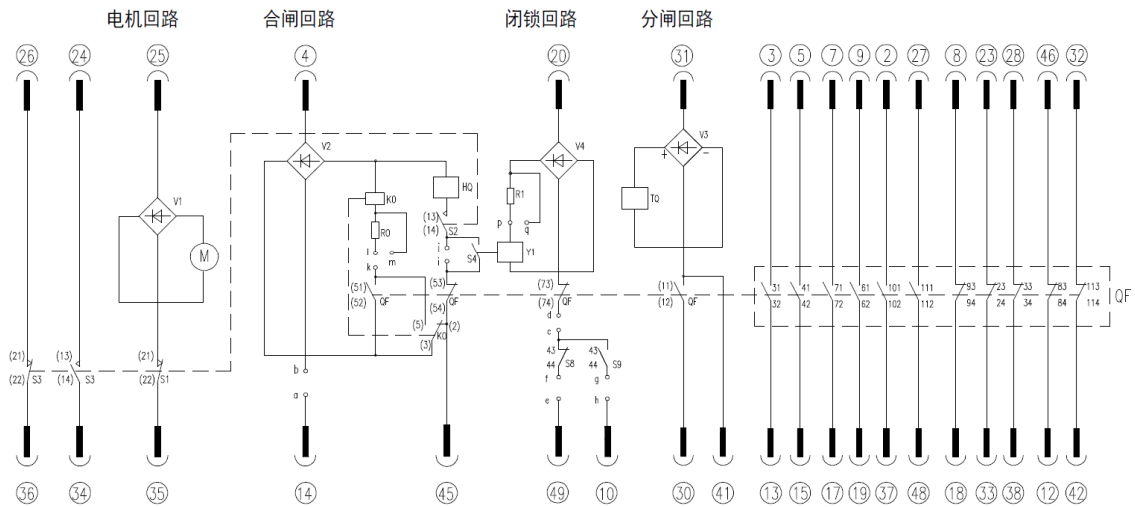 电机回路 合闸回路 闭锁回路 分闸回路
26 24 25 4 20 31 3 5 7 9 2 27 8 23 28 46 32
V2 V4 V3
+ −
K0 HQ R1 TQ
V1 (13) p q
R0 (14) S2 Y1
M l m j S4
k i
(51) (53) (73) (11) 31 41 71 61 101 111 93 23 33 83 113
(52) QF QF (74) QF (12) QF 32 42 72 62 102 112 94 24 34 84 114 QF
(54) d
(5) (2) c
K0
(3)
(21) (13) (21) 43 43
(22) S3 (14) S3 (22) S1 b 44 S8 44 S9
f g
a e h
36 34 35 14 45 49 10 30 41 13 15 17 19 37 48 18 33 38 12 42